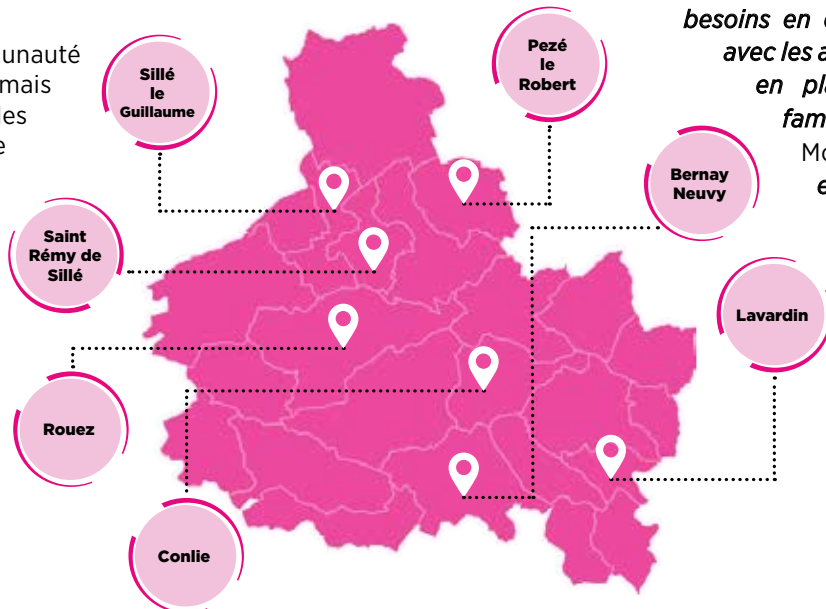 unauté
mais
les
e
Sillé
le
Guillaume
Pezé
le
Robert
besoins en
avec les a
en pla
fam
Mo
e
Bernay
Neuvy
Saint
Rémy de
Sillé
Lavardin
Rouez
Conlie